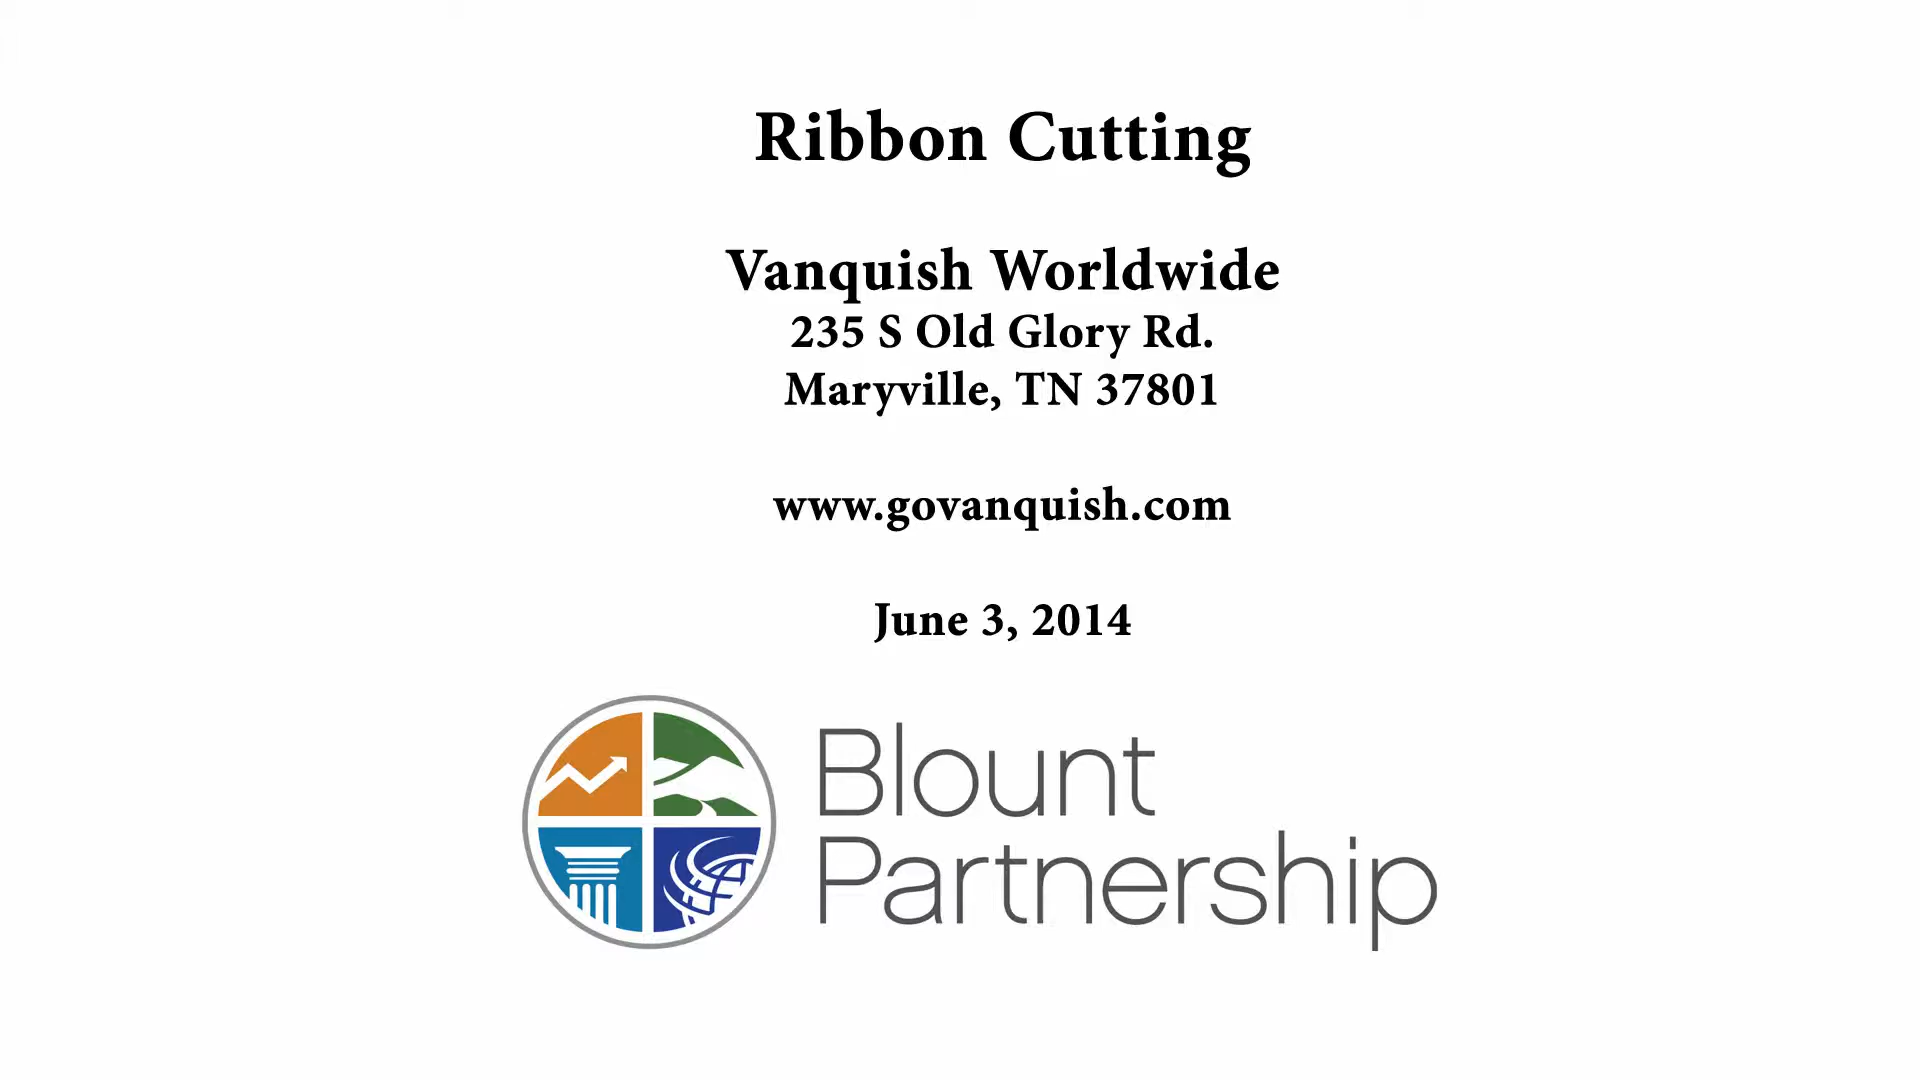 Ribbon Cutting
Vanquish Worldwide
235 S Old Glory Rd.
Maryville, TN 37801
www.govanquish.com
June 3, 2014
Blount
Partnership